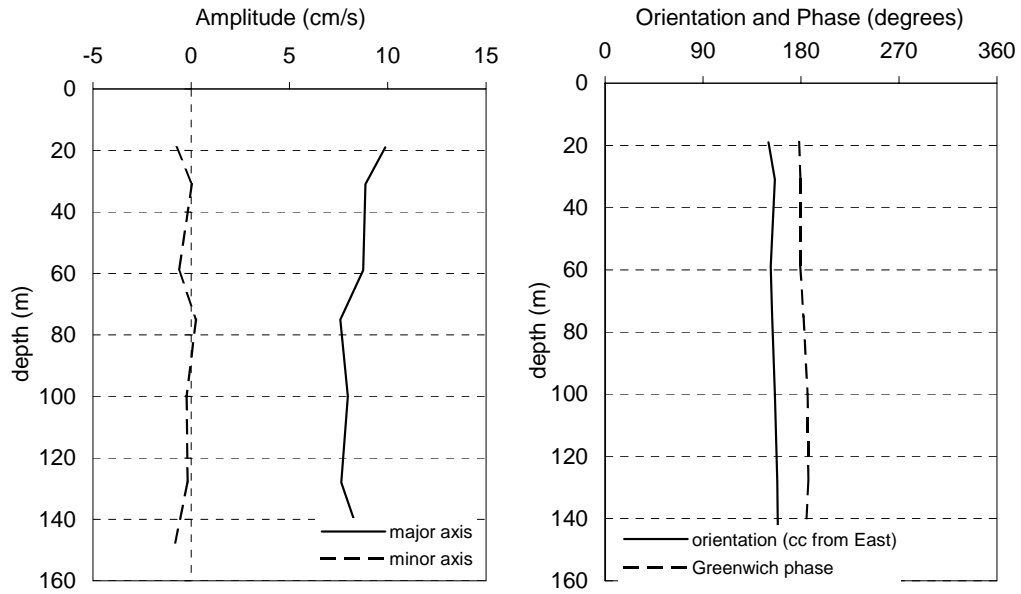 Amplitude (cm/s)
-5 0 5 10 15
0
20
40
60
80
100
120
140
160
depth (m)
major axis
minor axis
Orientation and Phase (degrees)
0 90 180 270 360
0
20
40
60
80
100
120
140
160
depth (m)
orientation (cc from East)
Greenwich phase